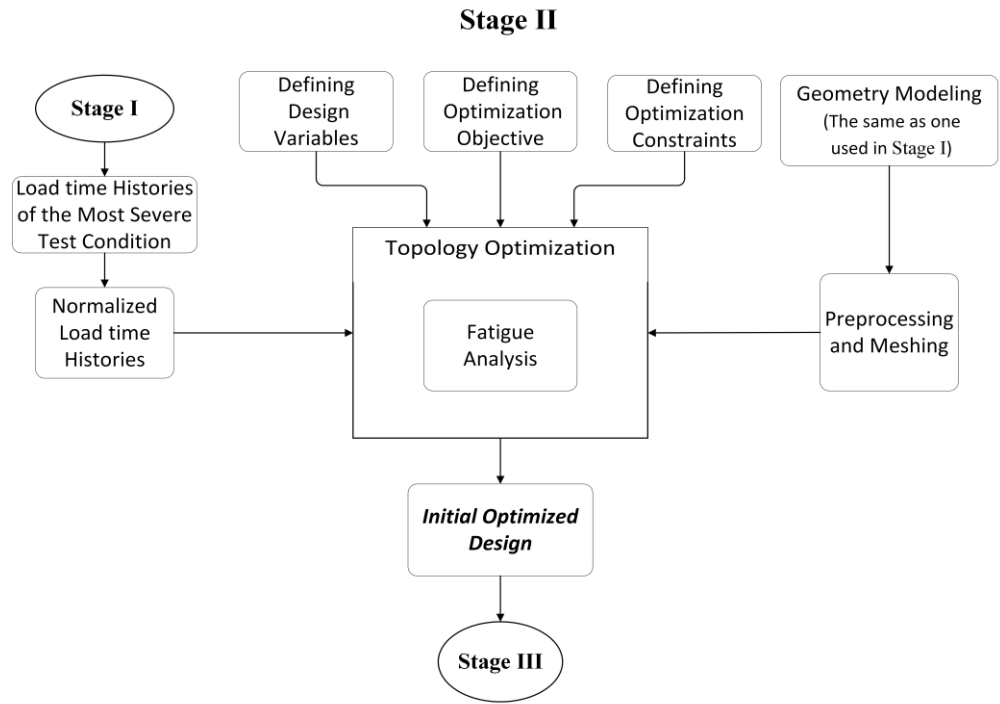 Stage II
Stage I
Load time Histories
of the Most Severe
Test Condition
Normalized
Load time
Histories
Defining
Design
Variables
Defining
Optimization
Objective
Defining
Optimization
Constraints
Geometry Modeling
(The same as one
used in Stage I)
Preprocessing
and Meshing
Topology Optimization
Fatigue
Analysis
Initial Optimized
Design
Stage III